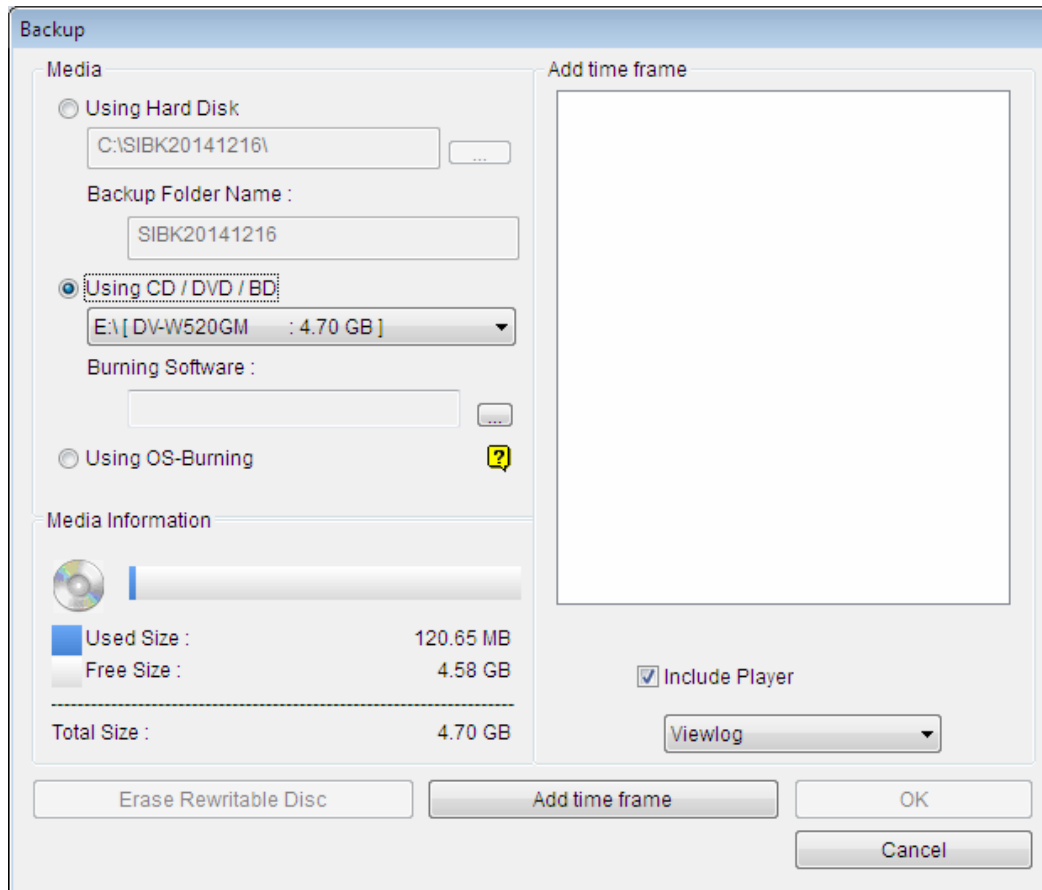 Backup
Media
Using Hard Disk
C:\SIBK20141216\
...
Backup Folder Name :
SIBK20141216
Using CD / DVD / BD
E:\ [ DV-W520GM : 4.70 GB ]
Burning Software :
...
Using OS-Burning
?
Media Information
Used Size : 120.65 MB
Free Size : 4.58 GB
Total Size : 4.70 GB
Add time frame
Include Player
Viewlog
Erase Rewritable Disc
Add time frame
OK
Cancel